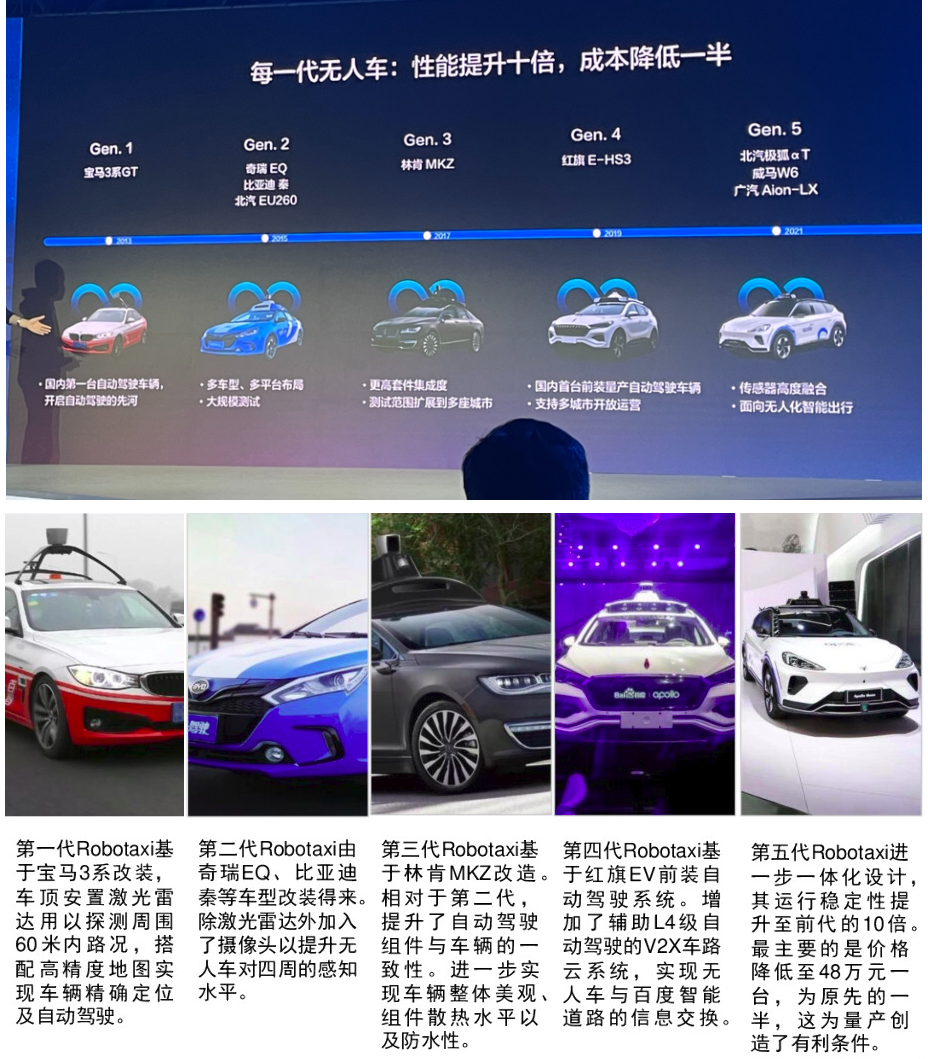 每一代无人车：性能提升十倍，成本降低一半
Gen. 1
宝马3系GT
Gen. 2
奇瑞 EQ
比亚迪 秦
北汽 EU260
Gen. 3
林肯 MKZ
Gen. 4
红旗 E-HS3
Gen. 5
北汽极狐 α T
威马W6
广汽 Aion-LX
2013
2015
2017
2019
2021
· 国内第一台自动驾驶车辆，
开启自动驾驶的先河
· 多车型、多平台布局
· 大规模测试
· 更高套件集成度
· 测试范围扩展到多座城市
· 国内首台前装量产自动驾驶车辆
· 支持多城市开放运营
· 传感器高度融合
· 面向无人化智能出行
BYD
驾驶
Bai百度 apollo
Apollo Moon
第一代Robotaxi基
于宝马3系改装，
车顶安置激光雷
达用以探测周围
60米内路况，搭
配高精度地图实
现车辆精确定位
及自动驾驶。
第二代Robotaxi由
奇瑞EQ、比亚迪
秦等车型改装得来。
除激光雷达外加入
了摄像头以提升无
人车对四周的感知
水平。
第三代Robotaxi基
于林肯MKZ改造。
相对于第二代，
提升了自动驾驶
组件与车辆的一
致性。进一步实
现车辆整体美观、
组件散热水平以
及防水性。
第四代Robotaxi基
于红旗EV前装自
动驾驶系统。增
加了辅助L4级自
动驾驶的V2X车路
云系统，实现无
人车与百度智能
道路的信息交换。
第五代Robotaxi进
一步一体化设计，
其运行稳定性提
升至前代的10倍。
最主要的是价格
降低至48万元一
台，为原先的一
半，这为量产创
造了有利条件。